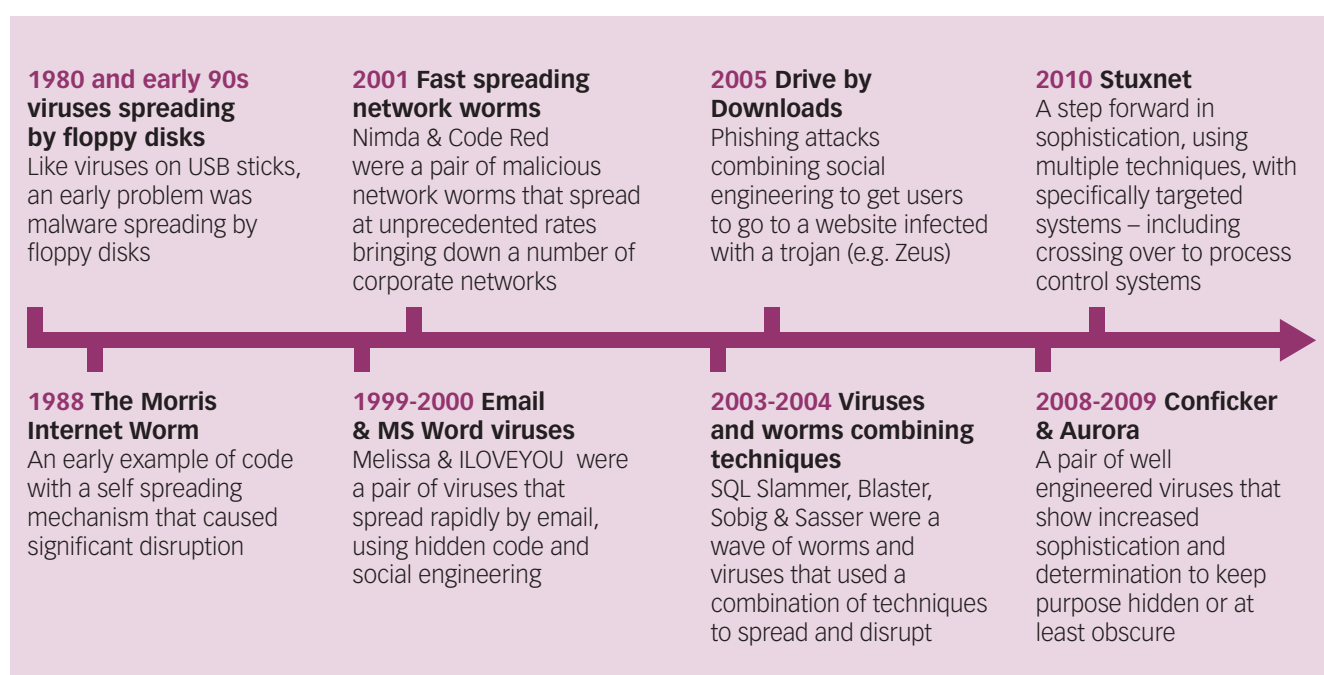 1980 and early 90s
viruses spreading
by floppy disks
Like viruses on USB sticks,
an early problem was
malware spreading by
floppy disks
2001 Fast spreading
network worms
Nimda & Code Red
were a pair of malicious
network worms that spread
at unprecedented rates
bringing down a number of
corporate networks
2005 Drive by
Downloads
Phishing attacks
combining social
engineering to get users
to go to a website infected
with a trojan (e.g. Zeus)
2010 Stuxnet
A step forward in
sophistication, using
multiple techniques, with
specifically targeted
systems – including
crossing over to process
control systems
1988 The Morris
Internet Worm
An early example of code
with a self spreading
mechanism that caused
significant disruption
1999-2000 Email
& MS Word viruses
Melissa & ILOVEYOU were
a pair of viruses that
spread rapidly by email,
using hidden code and
social engineering
2003-2004 Viruses
and worms combining
techniques
SQL Slammer, Blaster,
Sobig & Sasser were a
wave of worms and
viruses that used a
combination of techniques
to spread and disrupt
2008-2009 Conficker
& Aurora
A pair of well
engineered viruses that
show increased
sophistication and
determination to keep
purpose hidden or at
least obscure